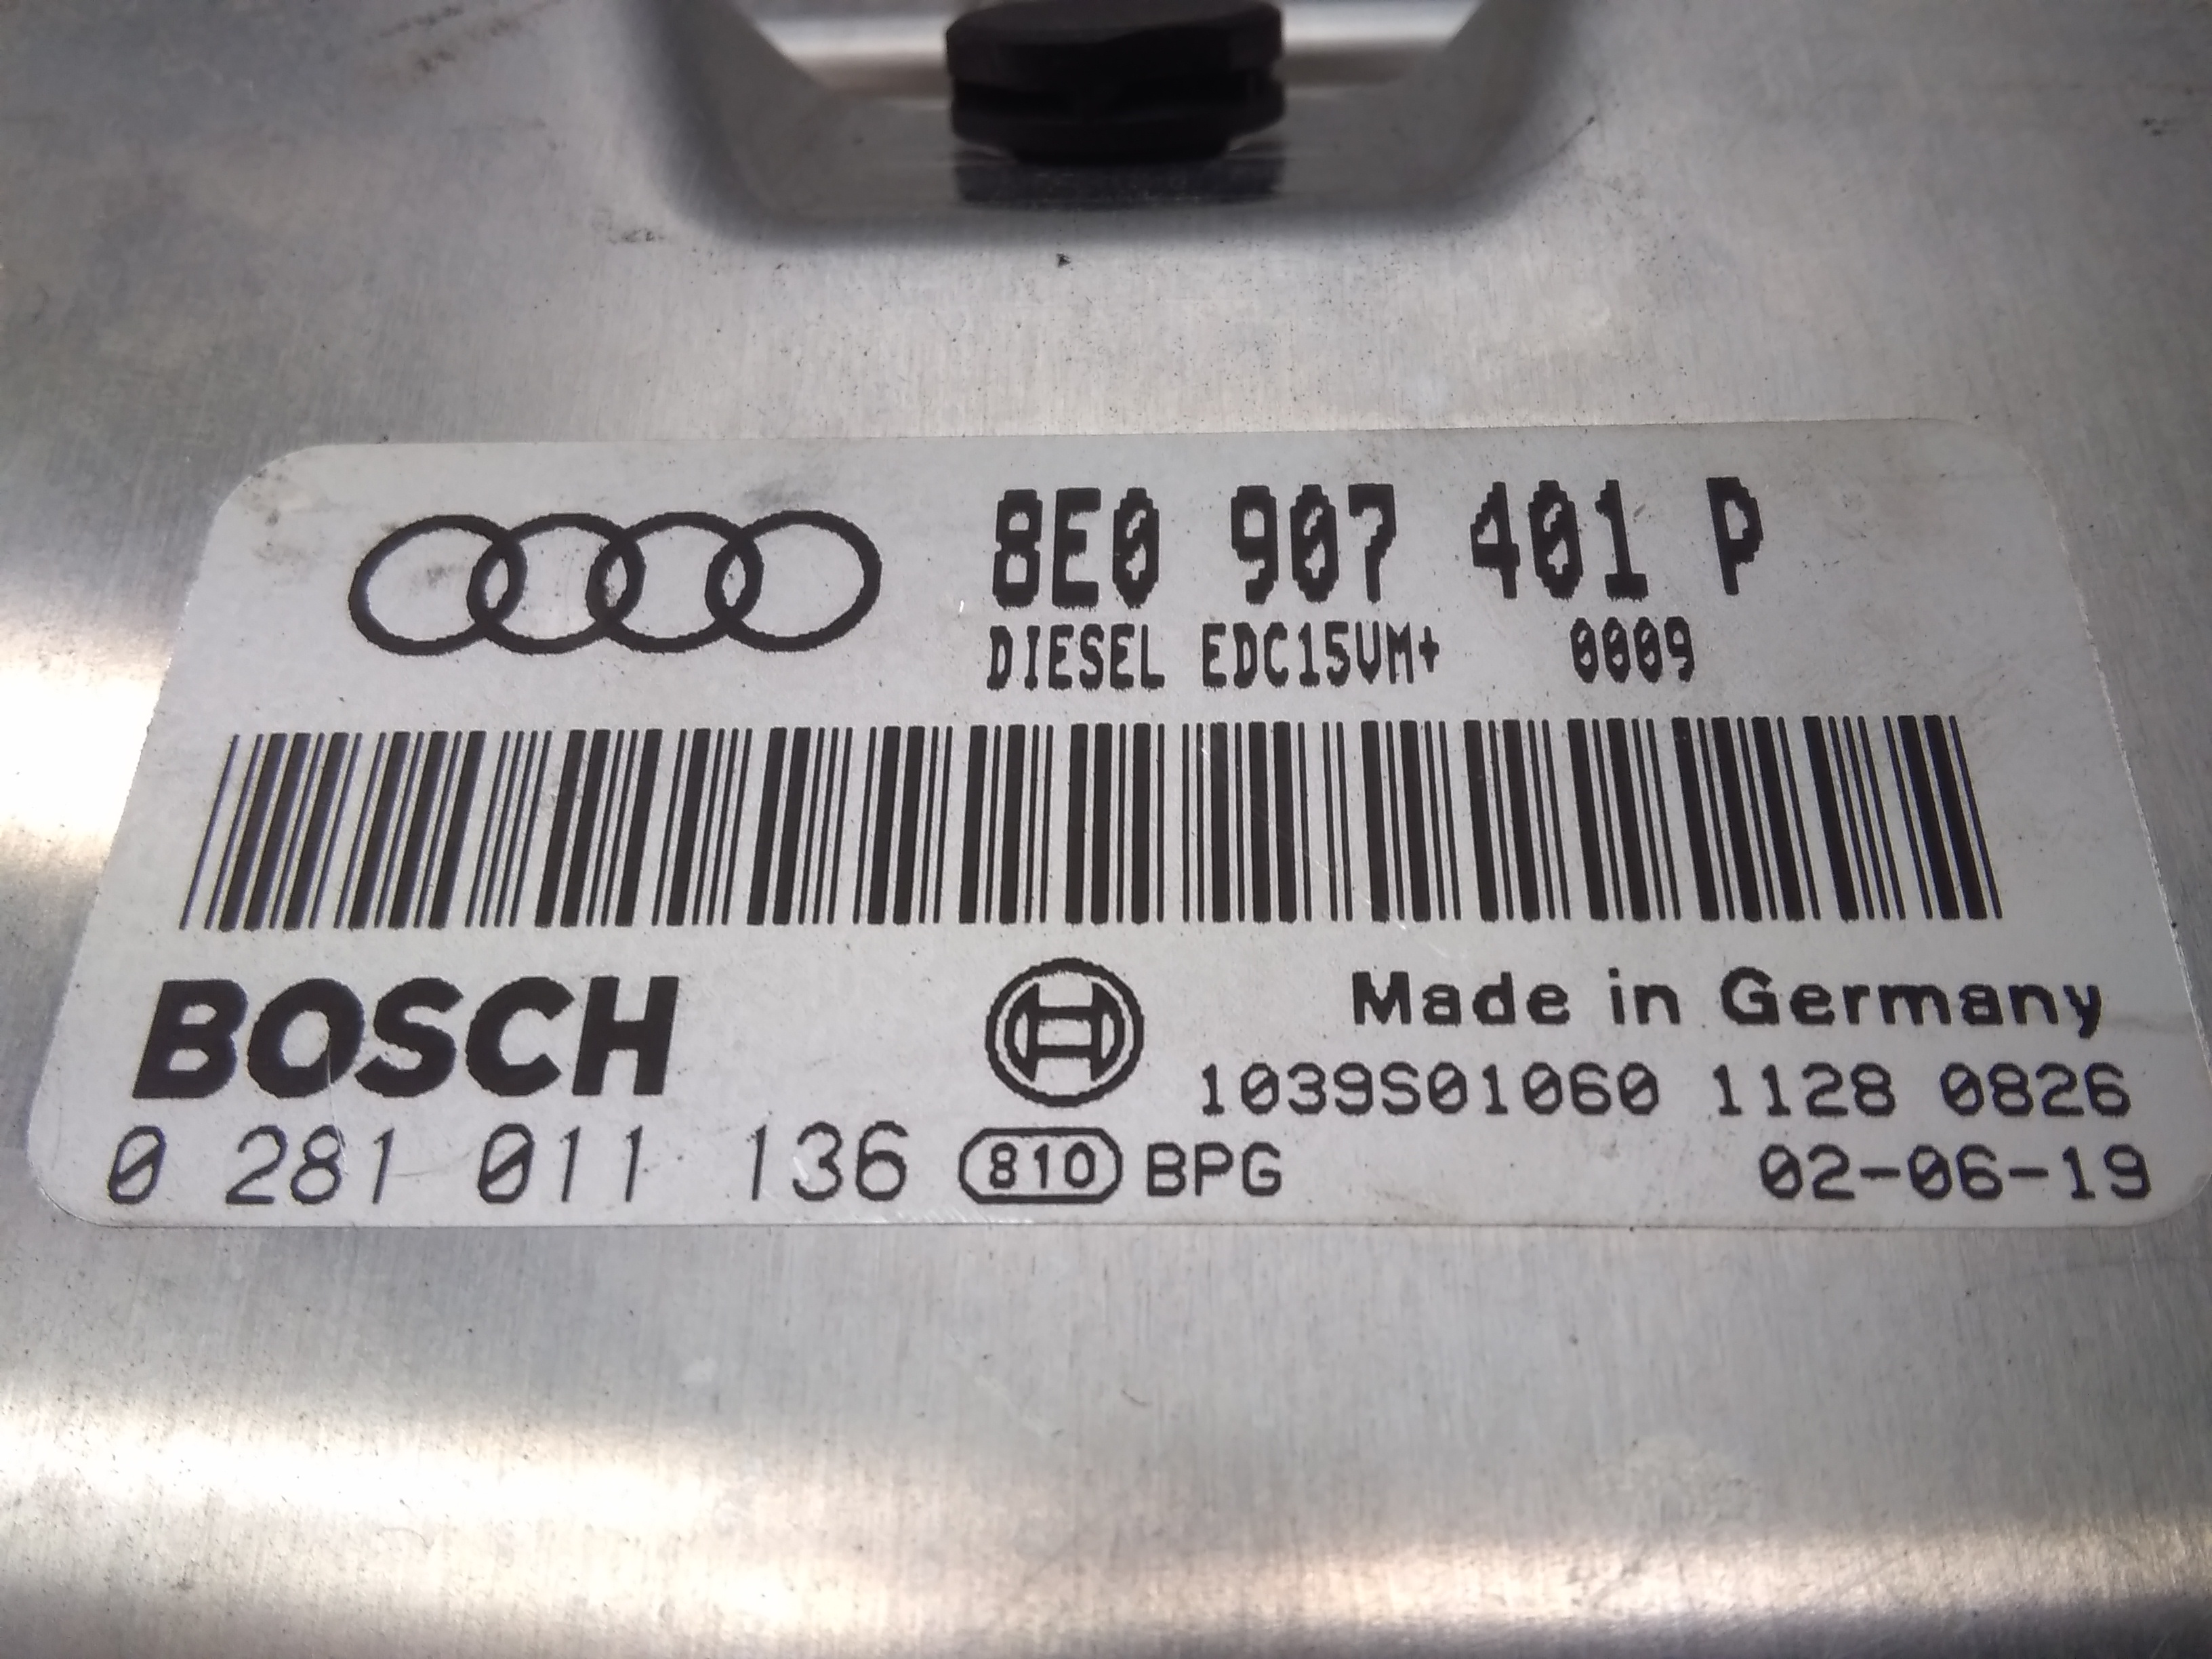 8E0 907 401 P
DIESEL EDC15VM+ 0009
BOSCH
Made in Germany
1039S01060 1128 0826
0 281 011 136 810 BPG 02-06-19